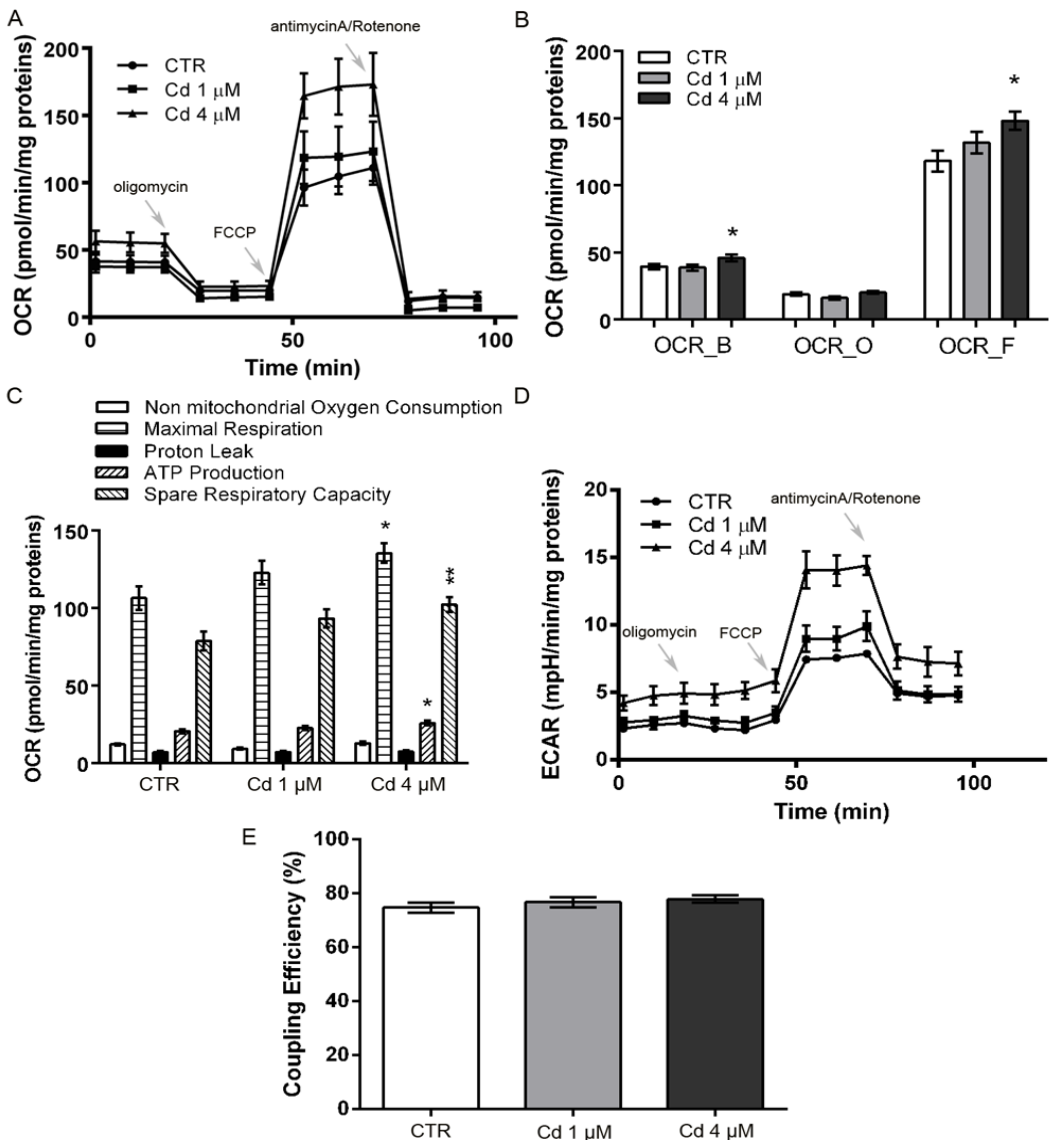 A
antimycinA/Rotenone
200
CTR
Cd 1 µM
150
Cd 4 µM
100
oligomycin
FCCP
50
0
0
50
100
OCR (pmol/min/mg proteins)
Time (min)
B
200
CTR
Cd 1 µM
Cd 4 µM
*
150
100
*
50
0
OCR (pmol/min/mg proteins)
OCR_B
OCR_O
OCR_F
C
Non mitochondrial Oxygen Consumption
Maximal Respiration
Proton Leak
ATP Production
Spare Respiratory Capacity
150
*
**
100
50
*
0
OCR (pmol/min/mg proteins)
CTR
Cd 1 µM
Cd 4 µM
D
20
CTR
antimycinA/Rotenone
Cd 1 µM
Cd 4 µM
15
10
oligomycin
FCCP
5
0
0
50
100
ECAR (mpH/min/mg proteins)
Time (min)
E
100
80
60
40
20
0
Coupling Efficiency (%)
CTR
Cd 1 µM
Cd 4 µM